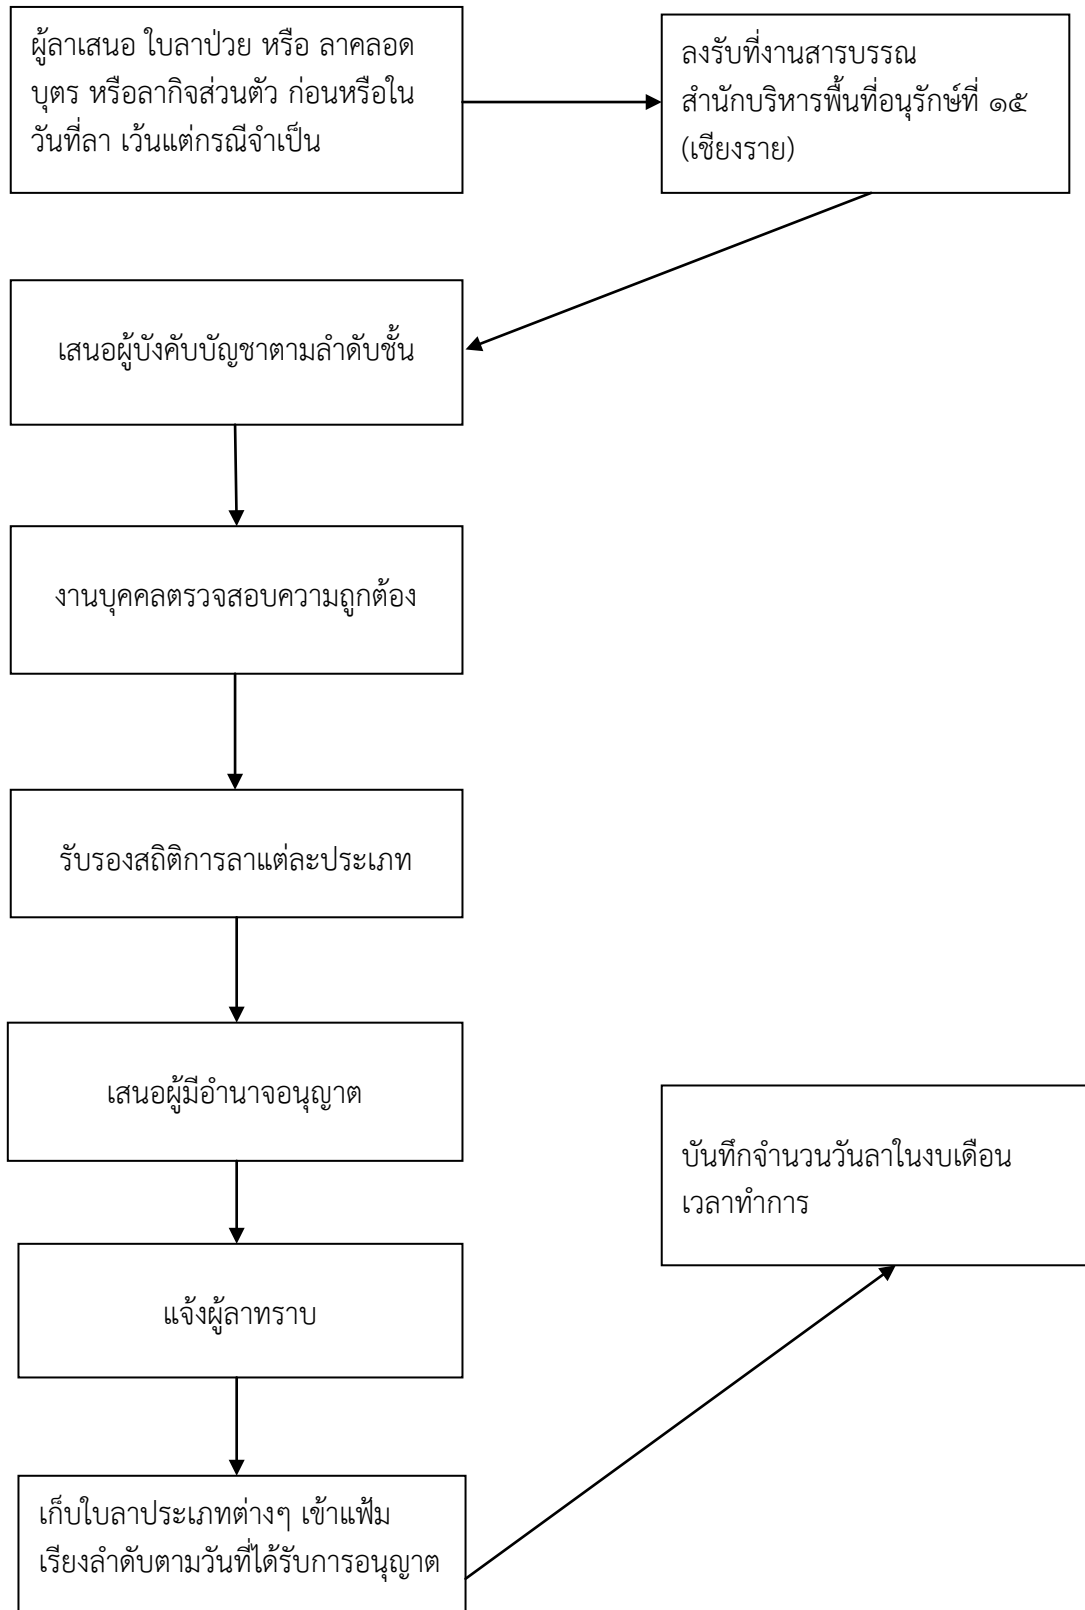 ผู้ลาเสนอ ใบลาป่วย หรือ ลาคลอด
บุตร หรือลากิจส่วนตัว ก่อนหรือใน
วันที่ลา เว้นแต่กรณีจำเป็น
ลงรับที่งานสารบรรณ
สำนักบริหารพื้นที่อนุรักษ์ที่ ๑๕
(เชียงราย)
เสนอผู้บังคับบัญชาตามลำดับชั้น
งานบุคคลตรวจสอบความถูกต้อง
รับรองสถิติการลาแต่ละประเภท
เสนอผู้มีอำนาจอนุญาต
แจ้งผู้ลาทราบ
เก็บใบลาประเภทต่างๆ เข้าแฟ้ม
เรียงลำดับตามวันที่ได้รับการอนุญาต
บันทึกจำนวนวันลาในงบเดือน
เวลาทำการ